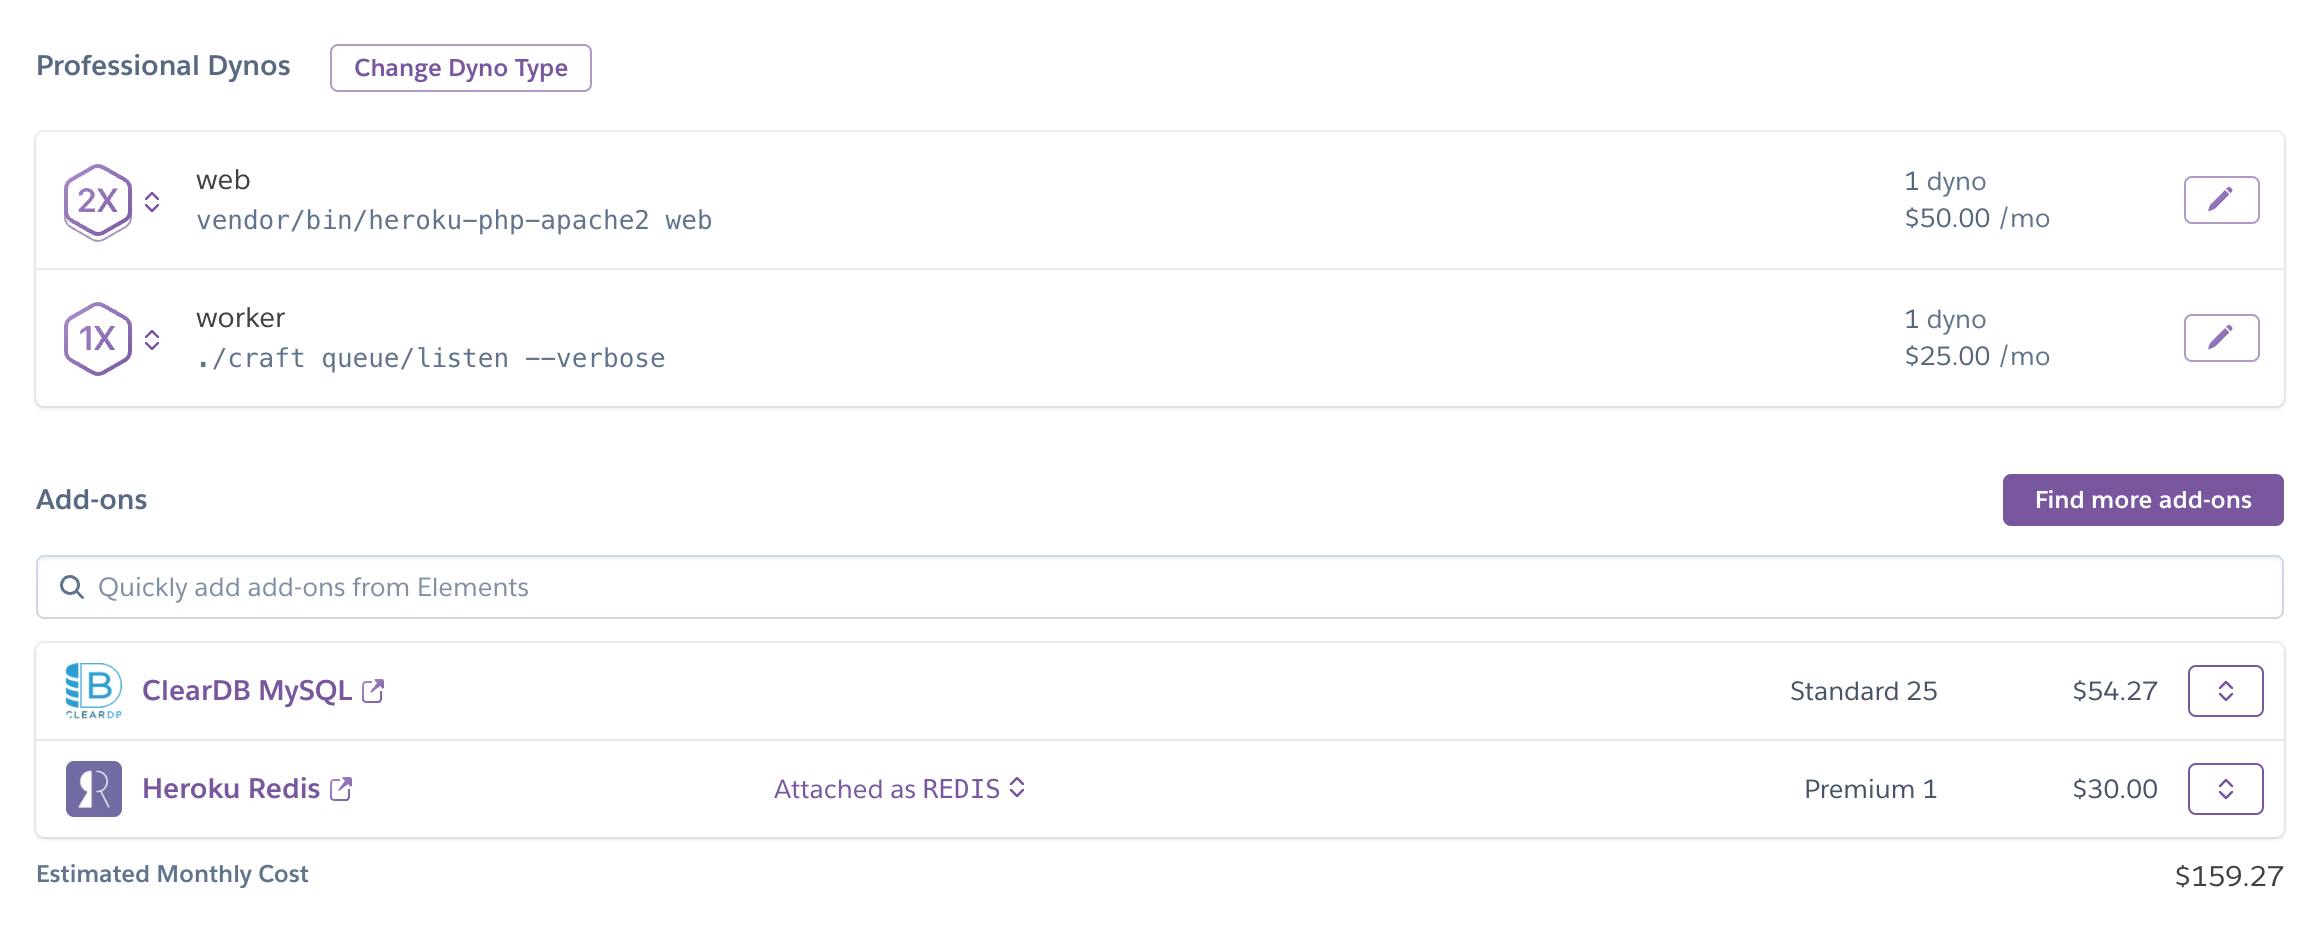 Professional Dynos
Change Dyno Type
2X
web
vendor/bin/heroku-php-apache2 web
1 dyno
$50.00 /mo
1X
worker
./craft queue/listen --verbose
1 dyno
$25.00 /mo
Add-ons
Find more add-ons
Quickly add add-ons from Elements
B
CLEARDP
ClearDB MySQL
Standard 25
$54.27
R
Heroku Redis
Attached as REDIS
Premium 1
$30.00
Estimated Monthly Cost
$159.27